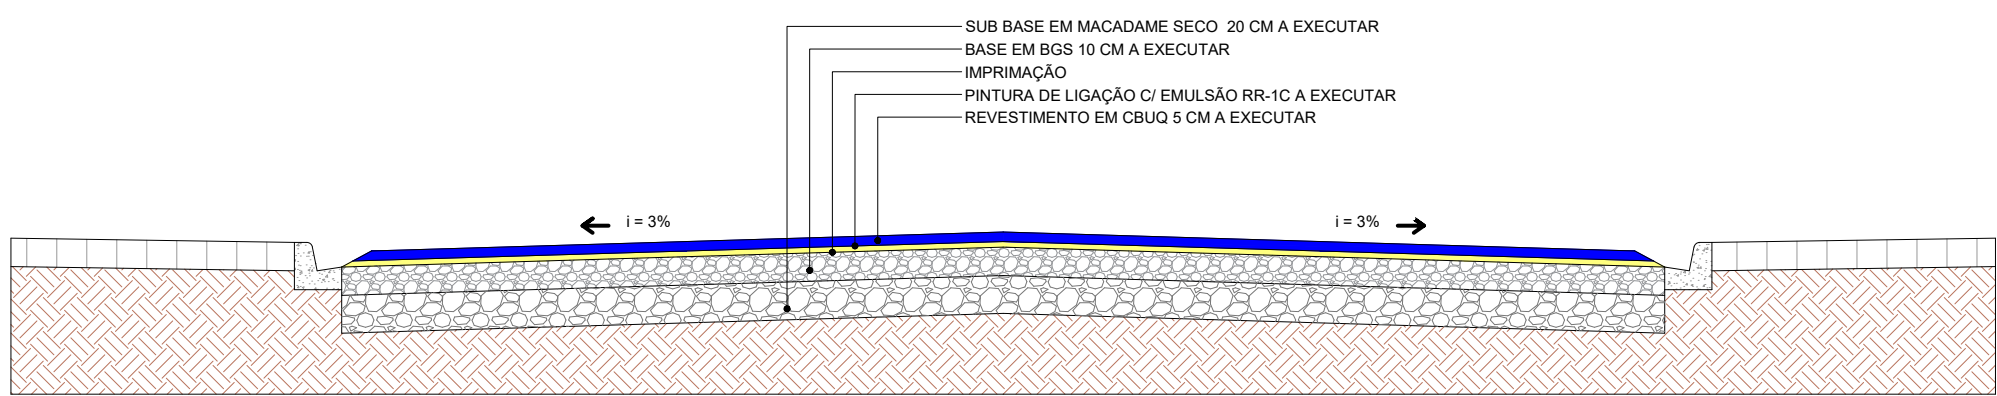 SUB BASE EM MACADAME SECO  20 CM A EXECUTAR
BASE EM BGS 10 CM A EXECUTAR
IMPRIMAÇÃO
PINTURA DE LIGAÇÃO C/ EMULSÃO RR-1C A EXECUTAR
REVESTIMENTO EM CBUQ 5 CM A EXECUTAR
i = 3%
i = 3%